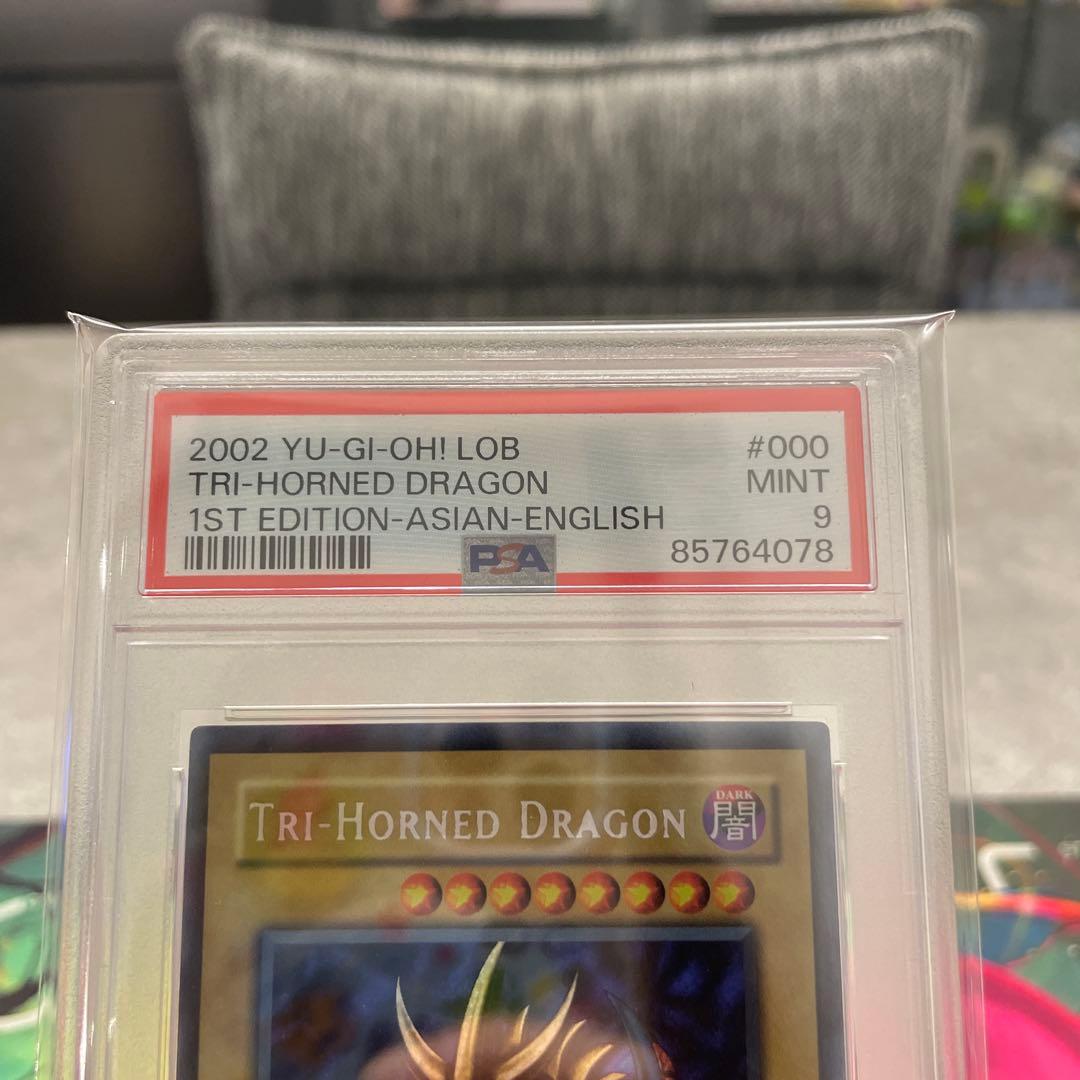 2002 YU-GI-OH! LOB #000
TRI-HORNED DRAGON MINT
1ST EDITION-ASIAN-ENGLISH 9
PSA 85764078
TRI-HORNED DRAGON
DARK
闇